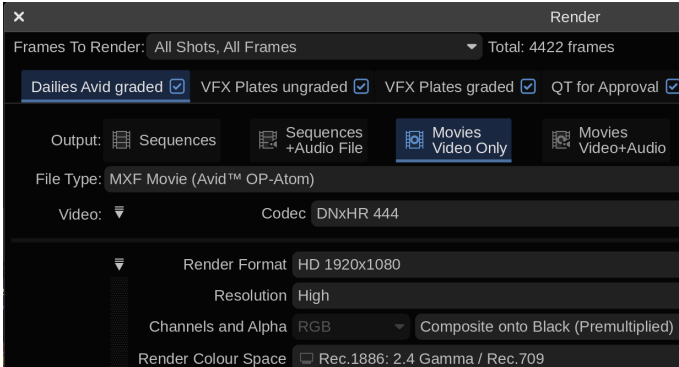 Render
Frames To Render: All Shots, All Frames Total: 4422 frames
Dailies Avid graded VFX Plates ungraded VFX Plates graded QT for Approval
Output: Sequences Sequences +Audio File Movies Video Only Movies Video+Audio
File Type: MXF Movie (Avid™ OP-Atom)
Video: Codec DNxHR 444
Render Format HD 1920x1080
Resolution High
Channels and Alpha RGB Composite onto Black (Premultiplied)
Render Colour Space Rec.1886: 2.4 Gamma / Rec.709